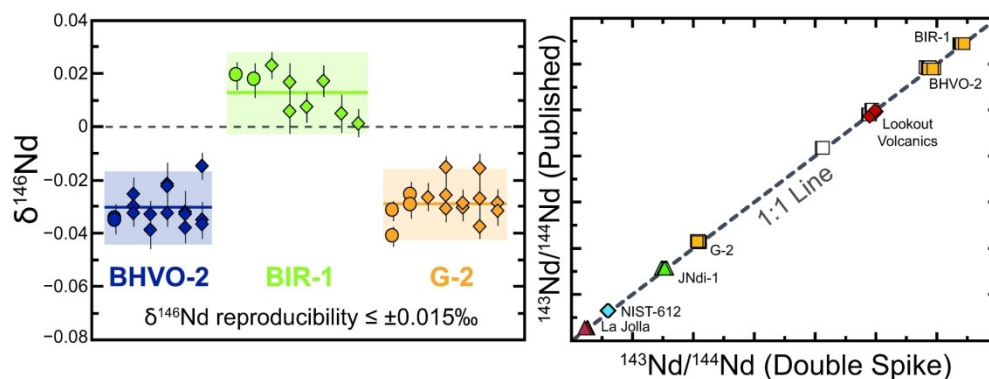 δ¹⁴⁶Nd
0.04
0.02
0
−0.02
−0.04
−0.06
−0.08
BHVO-2
BIR-1
G-2
δ¹⁴⁶Nd reproducibility ≤ ±0.015‰
¹⁴³Nd/¹⁴⁴Nd (Published)
BIR-1
BHVO-2
Lookout
Volcanics
1:1 Line
G-2
JNdi-1
NIST-612
La Jolla
¹⁴³Nd/¹⁴⁴Nd (Double Spike)